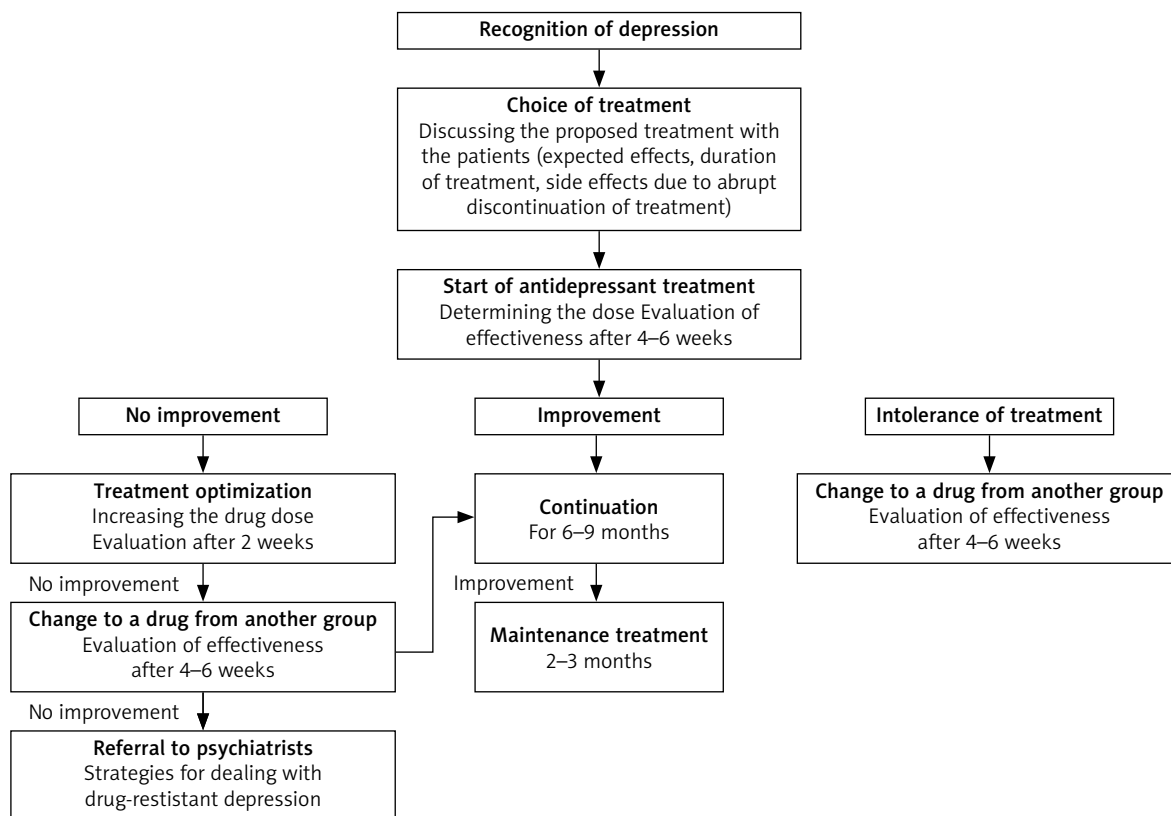 Recognition of depression
Choice of treatment
Discussing the proposed treatment with
the patients (expected effects, duration
of treatment, side effects due to abrupt
discontinuation of treatment)
Start of antidepressant treatment
Determining the dose Evaluation of
effectiveness after 4–6 weeks
No improvement
Treatment optimization
Increasing the drug dose
Evaluation after 2 weeks
No improvement
Change to a drug from another group
Evaluation of effectiveness
after 4–6 weeks
No improvement
Referral to psychiatrists
Strategies for dealing with
drug-restistant depression
Improvement
Continuation
For 6–9 months
Improvement
Maintenance treatment
2–3 months
Intolerance of treatment
Change to a drug from another group
Evaluation of effectiveness
after 4–6 weeks